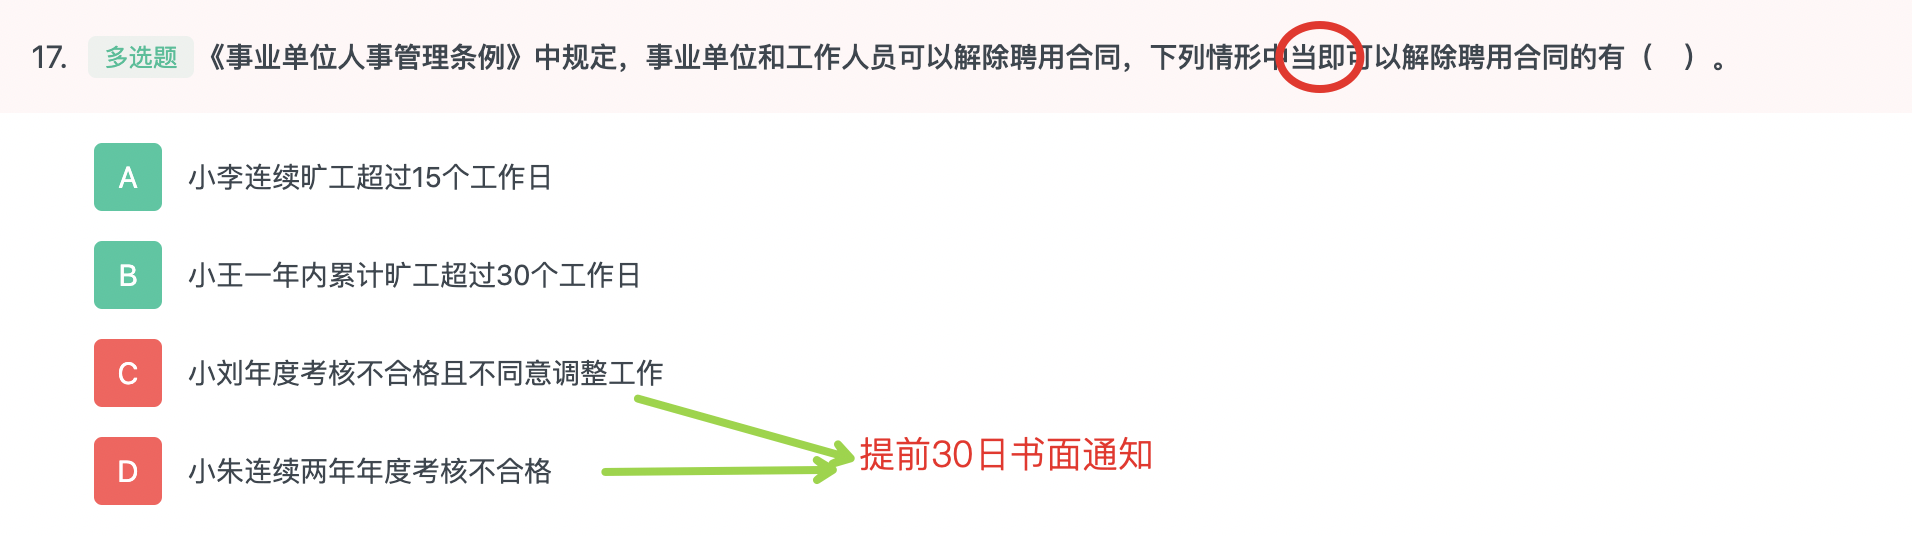 17. 多选题 《事业单位人事管理条例》中规定，事业单位和工作人员可以解除聘用合同，下列情形中当即可以解除聘用合同的有（ ）。
A 小李连续旷工超过15个工作日
B 小王一年内累计旷工超过30个工作日
C 小刘年度考核不合格且不同意调整工作
提前30日书面通知
D 小朱连续两年年度考核不合格